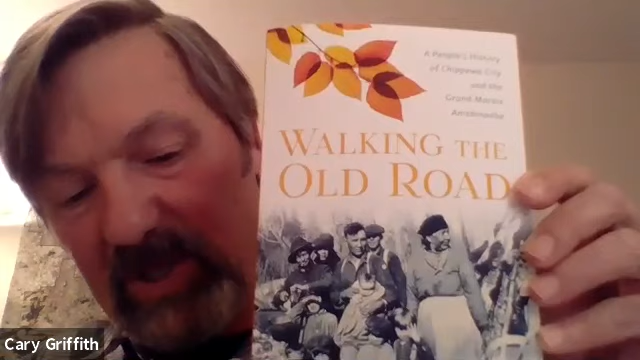 A People's History
of Chippewa City
and the
Grand Marais
Anishinaabe
WALKING THE
OLD ROAD
Cary Griffith